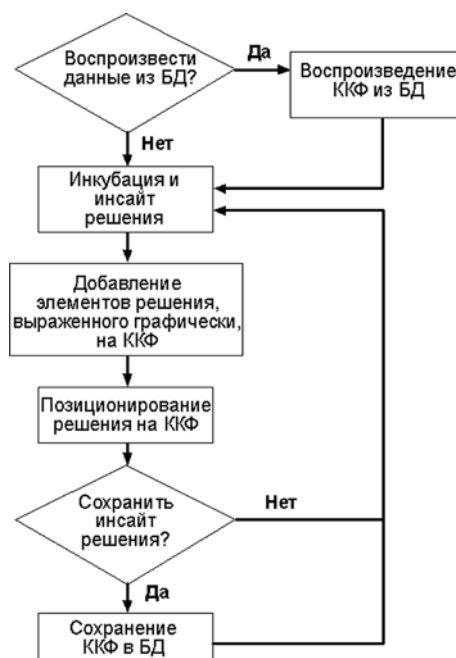 Воспроизвести
данные из БД?
Да
Воспроизведение
ККФ из БД
Нет
Инкубация и
инсайт
решения
Добавление
элементов решения,
выраженного графически,
на ККФ
Позиционирование
решения на ККФ
Сохранить
инсайт
решения?
Нет
Да
Сохранение
ККФ в БД